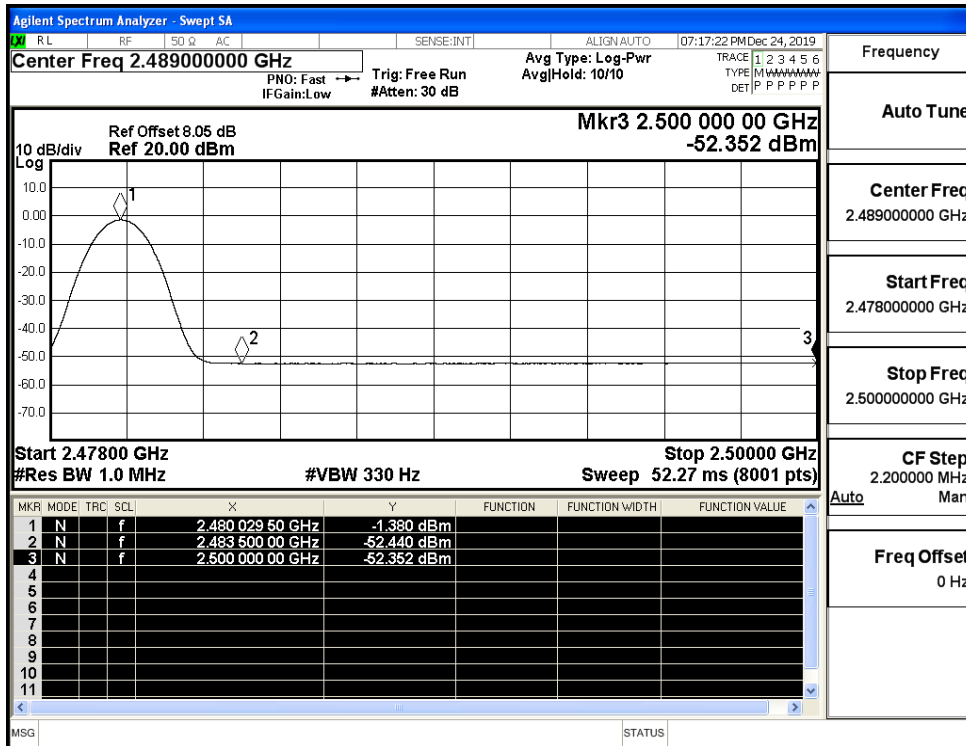 Agilent Spectrum Analyzer - Swept SA
LXI RL RF 50 Ω AC SENSE:INT ALIGN AUTO 07:17:22 PM Dec 24, 2019
Center Freq 2.489000000 GHz
PNO: Fast
IFGain:Low
Trig: Free Run
#Atten: 30 dB
Avg Type: Log-Pwr
Avg|Hold: 10/10
TRACE 1 2 3 4 5 6
TYPE M WWWWW
DET P P P P P P
Ref Offset 8.05 dB
Ref 20.00 dBm
10 dB/div
Log
Mkr3 2.500 000 00 GHz
-52.352 dBm
10.0
0.00
-10.0
-20.0
-30.0
-40.0
-50.0
-60.0
-70.0
1
2
3
Start 2.47800 GHz Stop 2.50000 GHz
#Res BW 1.0 MHz #VBW 330 Hz Sweep 52.27 ms (8001 pts)
MKR MODE TRC SCL X Y FUNCTION FUNCTION WIDTH FUNCTION VALUE
1 N f 2.480 029 50 GHz -1.380 dBm
2 N f 2.483 500 00 GHz -52.440 dBm
3 N f 2.500 000 00 GHz -52.352 dBm
4
5
6
7
8
9
10
11
MSG STATUS
Frequency
Auto Tune
Center Freq
2.489000000 GHz
Start Freq
2.478000000 GHz
Stop Freq
2.500000000 GHz
CF Step
2.200000 MHz
Auto Man
Freq Offset
0 Hz